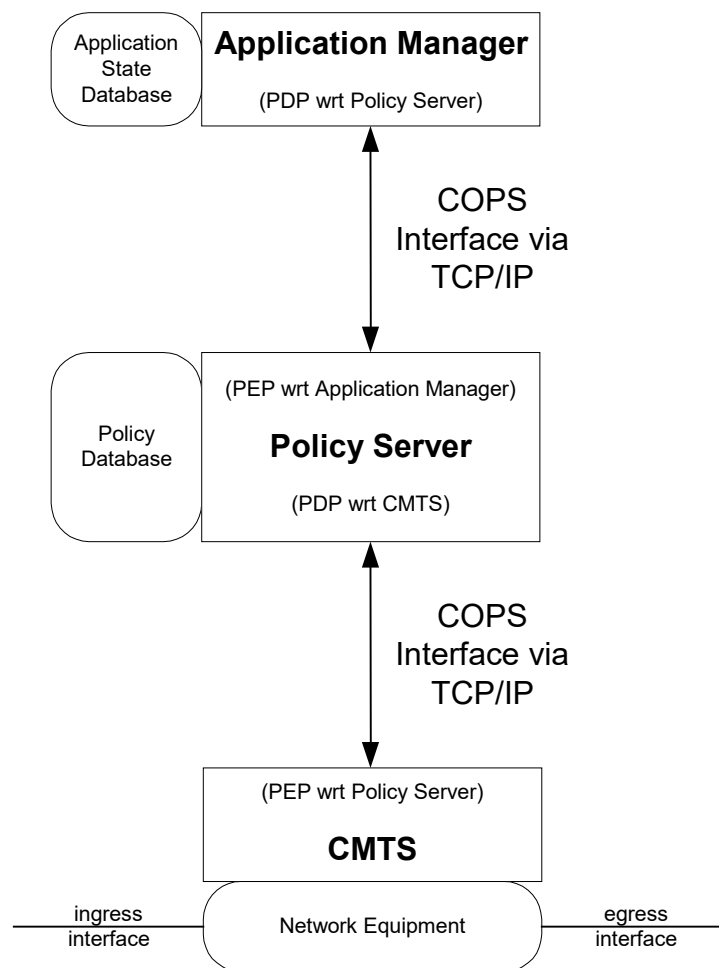 Application
State
Database
Application Manager
(PDP wrt Policy Server)
COPS
Interface via
TCP/IP
(PEP wrt Application Manager)
Policy
Database
Policy Server
(PDP wrt CMTS)
COPS
Interface via
TCP/IP
(PEP wrt Policy Server)
CMTS
ingress
interface
Network Equipment
egress
interface